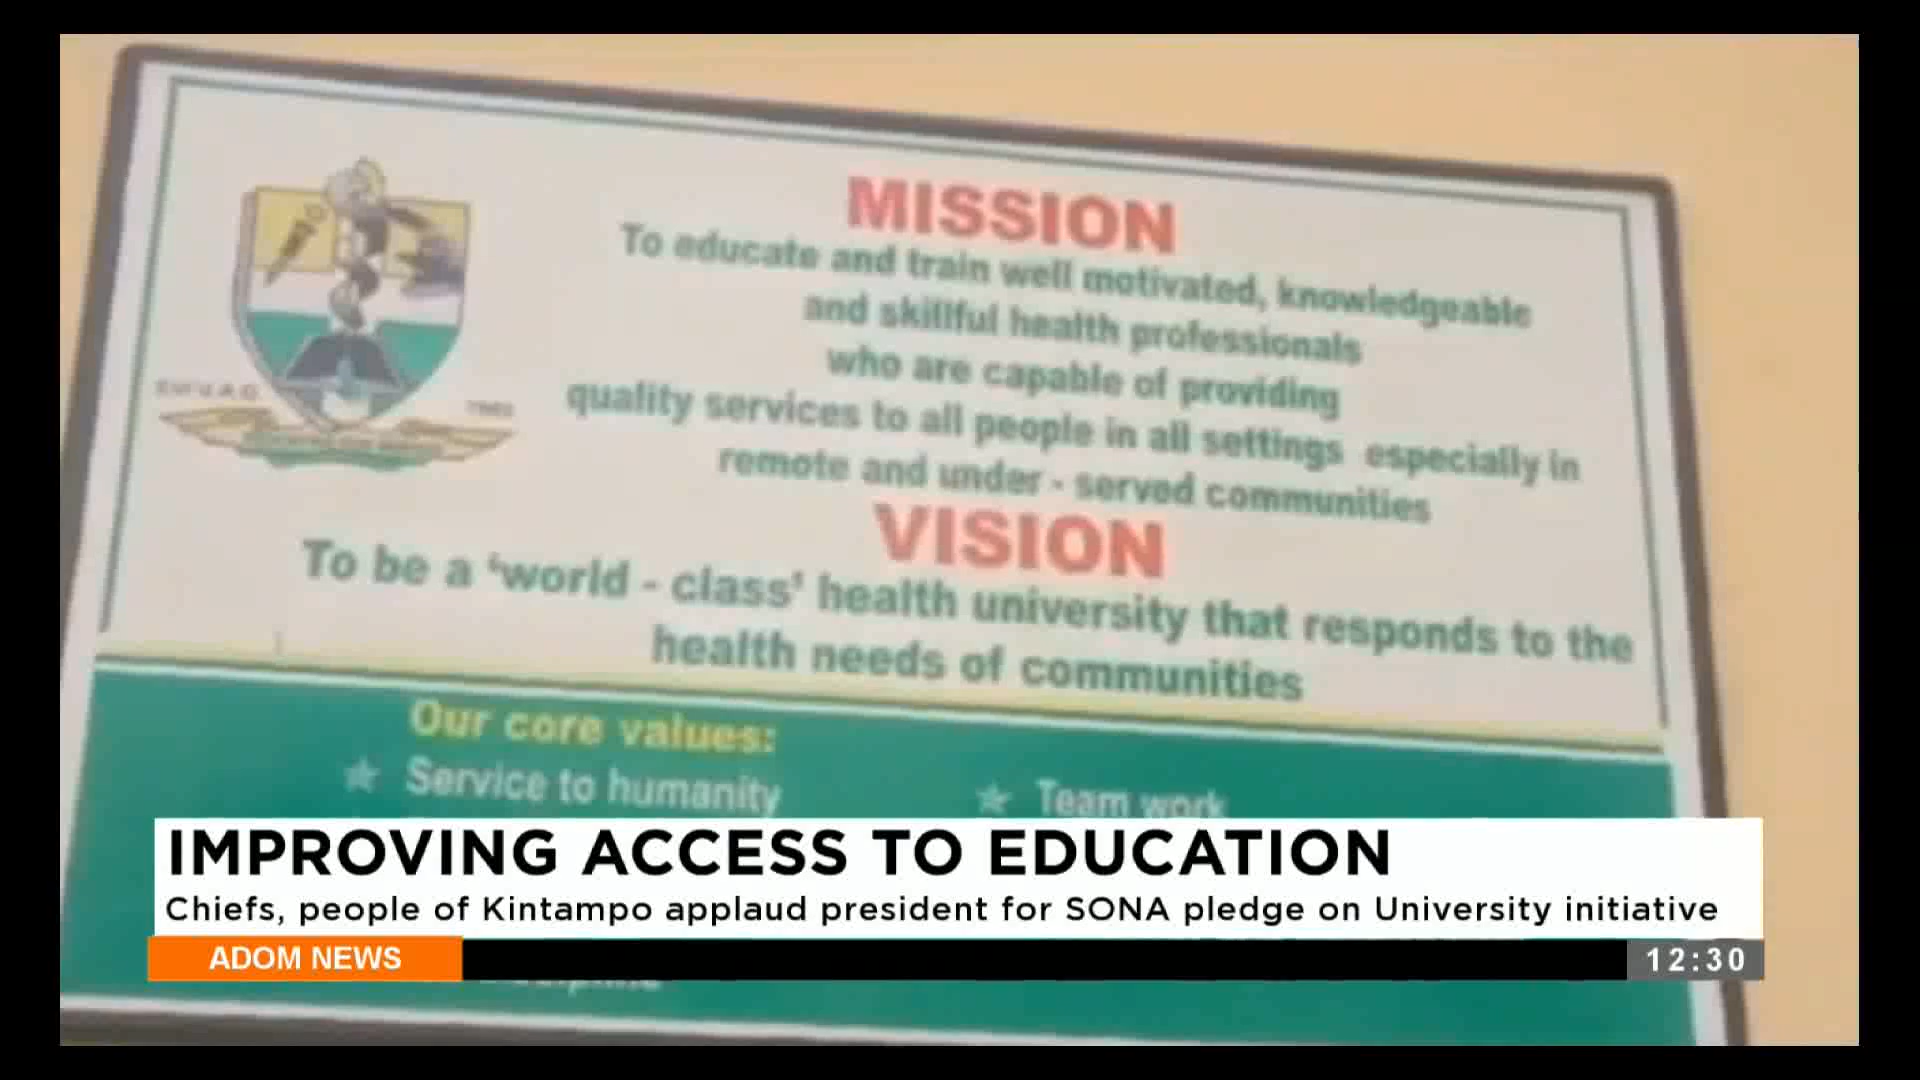 MISSION
To educate and train well motivated, knowledgeable
and skillful health professionals
who are capable of providing
quality services to all people in all settings especially in
remote and under - served communities
VISION
To be a ‘world - class’ health university that responds to the
health needs of communities
Our core values:
Service to humanity
Team work
IMPROVING ACCESS TO EDUCATION
Chiefs, people of Kintampo applaud president for SONA pledge on University initiative
ADOM NEWS
12:30